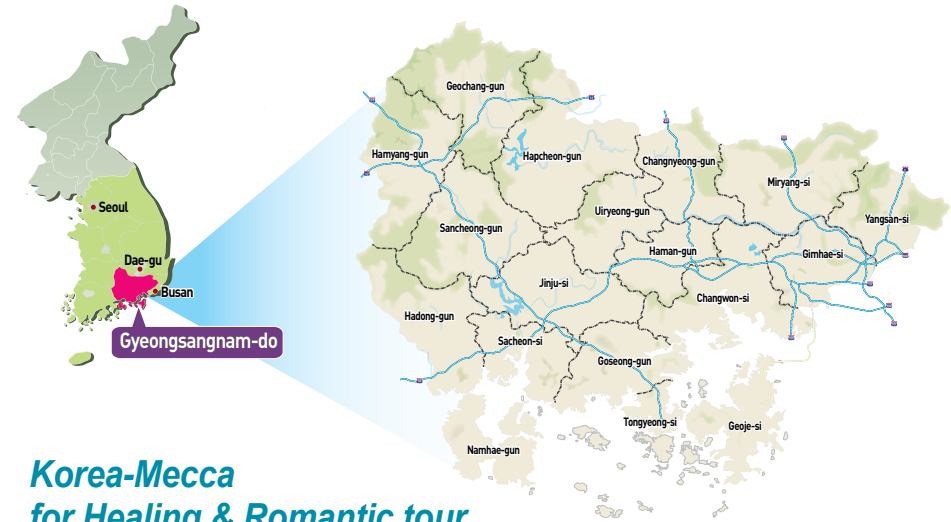 Seoul
Dae-gu
Busan
Gyeongsangnam-do
Geochang-gun
Hamyang-gun
Hapcheon-gun
Changnyeong-gun
Miryang-si
Uiryeong-gun
Yangsan-si
Sancheong-gun
Haman-gun
Gimhae-si
Jinju-si
Changwon-si
Hadong-gun
Sacheon-si
Goseong-gun
Tongyeong-si
Geoje-si
Namhae-gun
Korea-Mecca
for Healing & Romantic tour